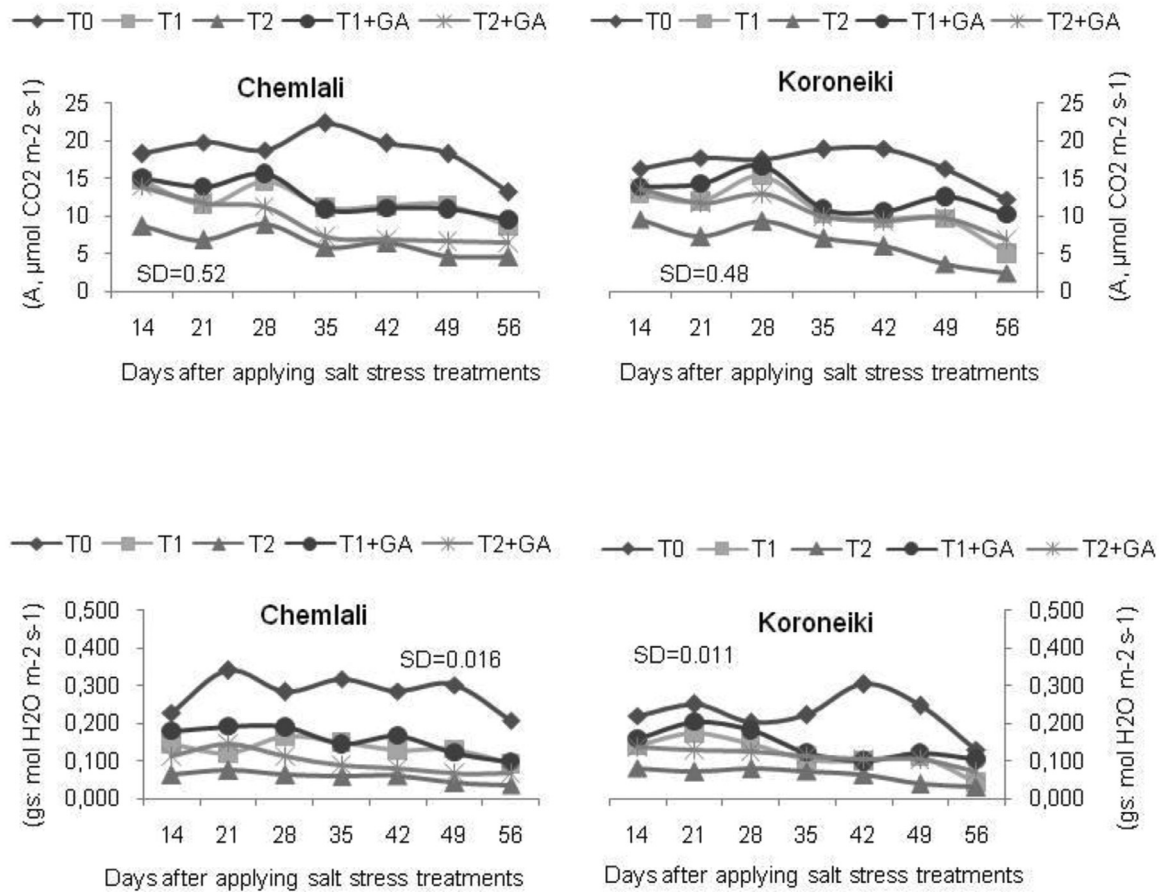 T0 T1 T2 T1+GA T2+GA
Chemlali
(A, µmol CO2 m-2 s-1)
25
20
15
10
5
0
SD=0.52
14 21 28 35 42 49 56
Days after applying salt stress treatments
T0 T1 T2 T1+GA T2+GA
Koroneiki
25
20
15
10
5
0
(A, µmol CO2 m-2 s-1)
SD=0.48
14 21 28 35 42 49 56
Days after applying salt stress treatments
T0 T1 T2 T1+GA T2+GA
Chemlali
(gs: mol H2O m-2 s-1)
0,500
0,400
0,300
0,200
0,100
0,000
SD=0.016
14 21 28 35 42 49 56
Days after applying salt stress treatments
T0 T1 T2 T1+GA T2+GA
Koroneiki
0,500
0,400
0,300
0,200
0,100
0,000
(gs: mol H2O m-2 s-1)
SD=0.011
14 21 28 35 42 49 56
Days after applying salt stress treatments